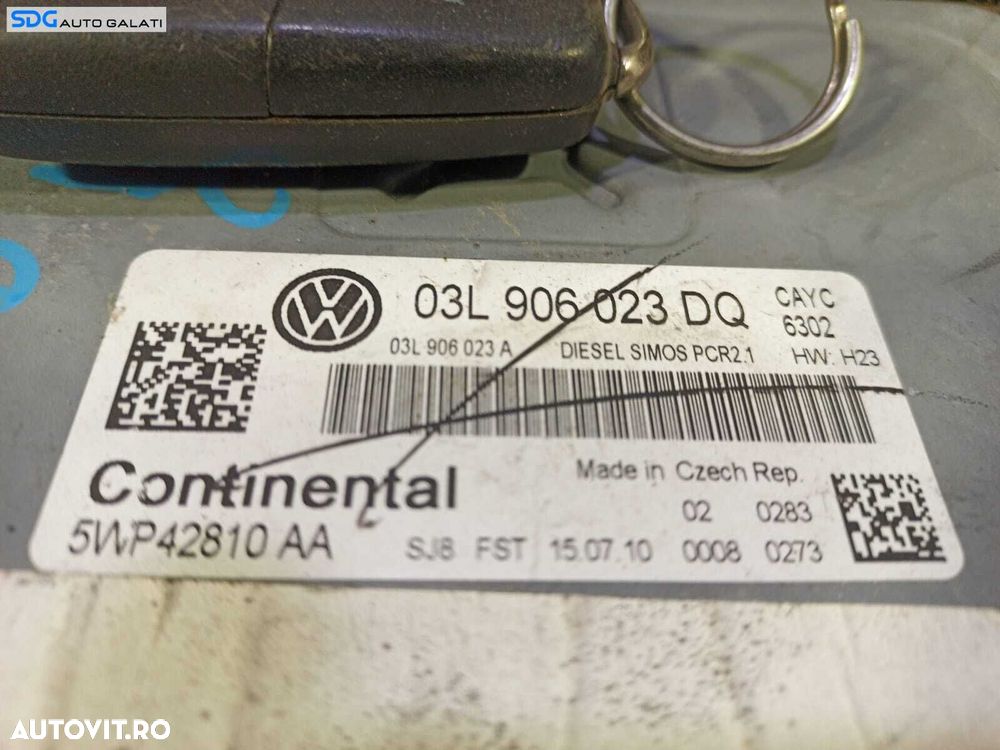 SDG AUTO GALATI
VW
03L 906 023 DQ
CAYC
6302
03L 906 023 A
DIESEL SIMOS PCR2.1
HW: H23
Continental
5WP42810 AA
Made in Czech Rep.
02 0283
SJ8 FST 15.07.10 0008 0273
AUTOVIT.RO